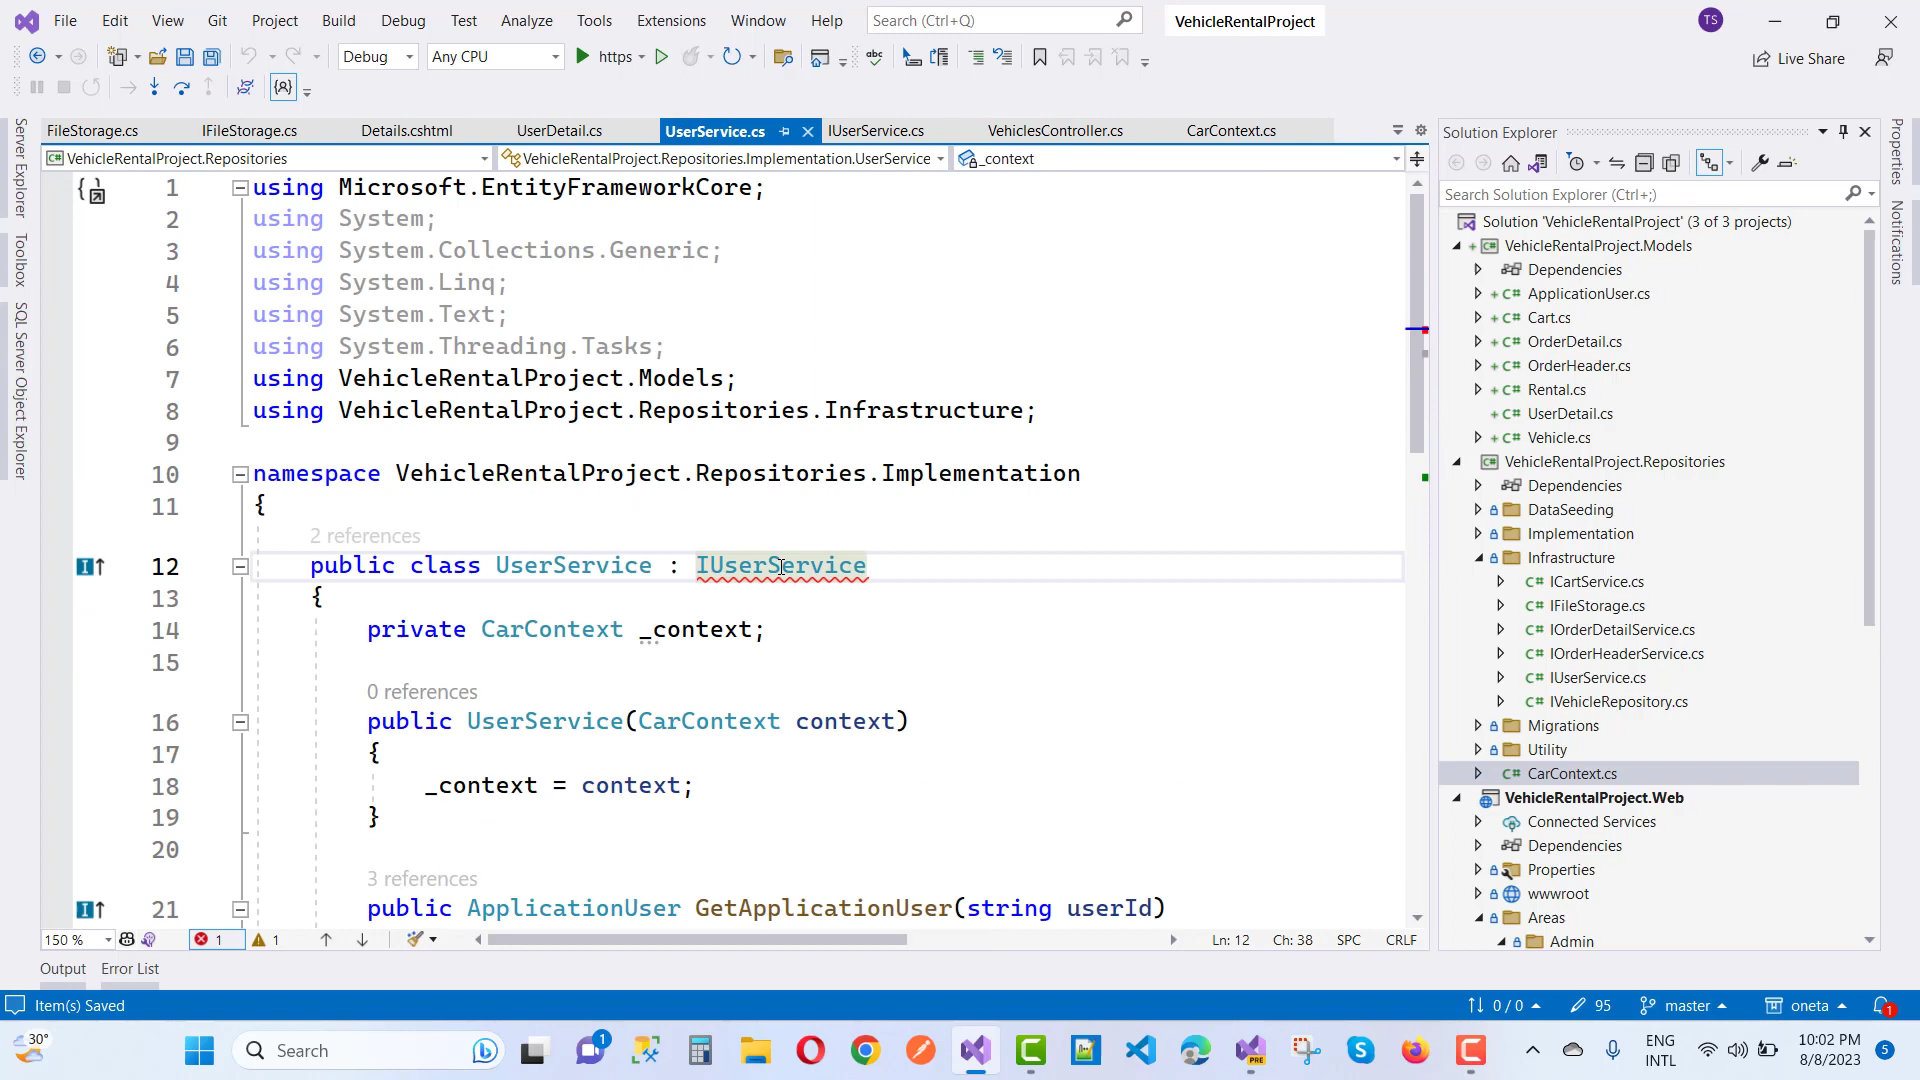 File Edit View Git Project Build Debug Test Analyze Tools Extensions Window Help Search (Ctrl+Q) VehicleRentalProject TS
Debug Any CPU https Live Share
FileStorage.cs IFileStorage.cs Details.cshtml UserDetail.cs UserService.cs IUserService.cs VehiclesController.cs CarContext.cs
VehicleRentalProject.Repositories VehicleRentalProject.Repositories.Implementation.UserService _context
Server Explorer
Toolbox
SQL Server Object Explorer
1 using Microsoft.EntityFrameworkCore;
2 using System;
3 using System.Collections.Generic;
4 using System.Linq;
5 using System.Text;
6 using System.Threading.Tasks;
7 using VehicleRentalProject.Models;
8 using VehicleRentalProject.Repositories.Infrastructure;
9
10 namespace VehicleRentalProject.Repositories.Implementation
11 {
2 references
12 public class UserService : IUserService
13 {
14 private CarContext _context;
15
0 references
16 public UserService(CarContext context)
17 {
18 _context = context;
19 }
20
3 references
21 public ApplicationUser GetApplicationUser(string userId)
150 % 1 1 Ln: 12 Ch: 38 SPC CRLF
Solution Explorer
Search Solution Explorer (Ctrl+;)
Solution 'VehicleRentalProject' (3 of 3 projects)
VehicleRentalProject.Models
Dependencies
C# ApplicationUser.cs
C# Cart.cs
C# OrderDetail.cs
C# OrderHeader.cs
C# Rental.cs
C# UserDetail.cs
C# Vehicle.cs
VehicleRentalProject.Repositories
Dependencies
DataSeeding
Implementation
Infrastructure
C# ICartService.cs
C# IFileStorage.cs
C# IOrderDetailService.cs
C# IOrderHeaderService.cs
C# IUserService.cs
C# IVehicleRepository.cs
Migrations
Utility
C# CarContext.cs
VehicleRentalProject.Web
Connected Services
Dependencies
Properties
wwwroot
Areas
Admin
Properties
Notifications
Output Error List
Item(s) Saved 0 / 0 95 master oneta 1
30° Search 1 PRE ENG INTL 10:02 PM 8/8/2023 5